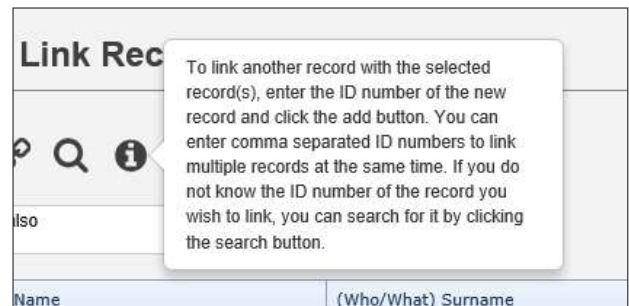 Link Rec
To link another record with the selected
record(s), enter the ID number of the new
record and click the add button. You can
enter comma separated ID numbers to link
multiple records at the same time. If you do
not know the ID number of the record you
wish to link, you can search for it by clicking
the search button.
also
Name (Who/What) Surname